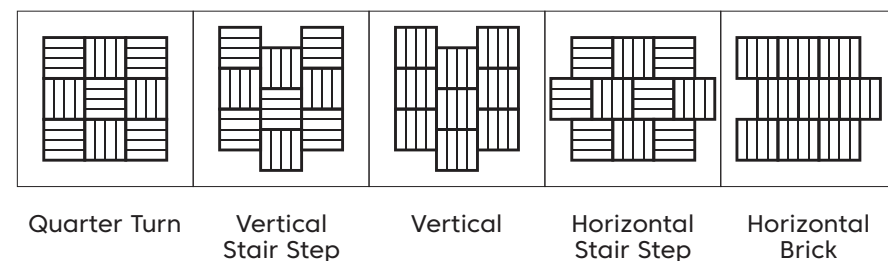 Quarter Turn
Vertical
Stair Step
Vertical
Horizontal
Stair Step
Horizontal
Brick